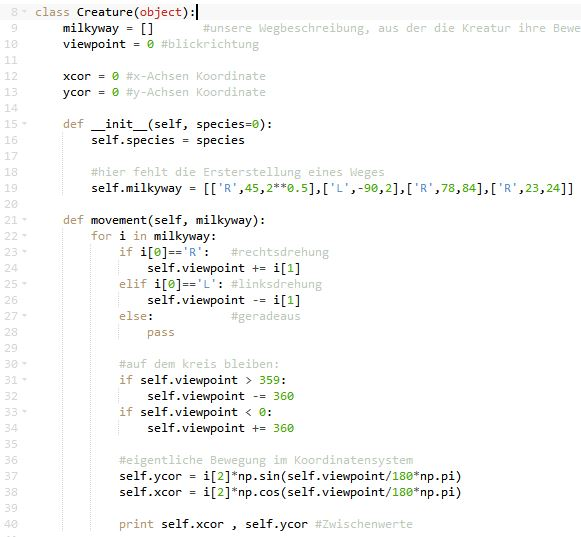 8 class Creature(object):
9 milkyway = [] #unsere Wegbeschreibung, aus der die Kreatur ihre Bewe
10 viewpoint = 0 #blickrichtung
11
12 xcor = 0 #x-Achsen Koordinate
13 ycor = 0 #y-Achsen Koordinate
14
15 def __init__(self, species=0):
16 self.species = species
17
18 #hier fehlt die Ersterstellung eines Weges
19 self.milkyway = [['R',45,2**0.5],['L',-90,2],['R',78,84],['R',23,24]]
20
21 def movement(self, milkyway):
22 for i in milkyway:
23 if i[0]=='R': #rechtsdrehung
24 self.viewpoint += i[1]
25 elif i[0]=='L': #linksdrehung
26 self.viewpoint -= i[1]
27 else: #geradeaus
28 pass
29
30 #auf dem kreis bleiben:
31 if self.viewpoint > 359:
32 self.viewpoint -= 360
33 if self.viewpoint < 0:
34 self.viewpoint += 360
35
36 #eigentliche Bewegung im Koordinatensystem
37 self.ycor = i[2]*np.sin(self.viewpoint/180*np.pi)
38 self.xcor = i[2]*np.cos(self.viewpoint/180*np.pi)
39
40 print self.xcor , self.ycor #Zwischenwerte